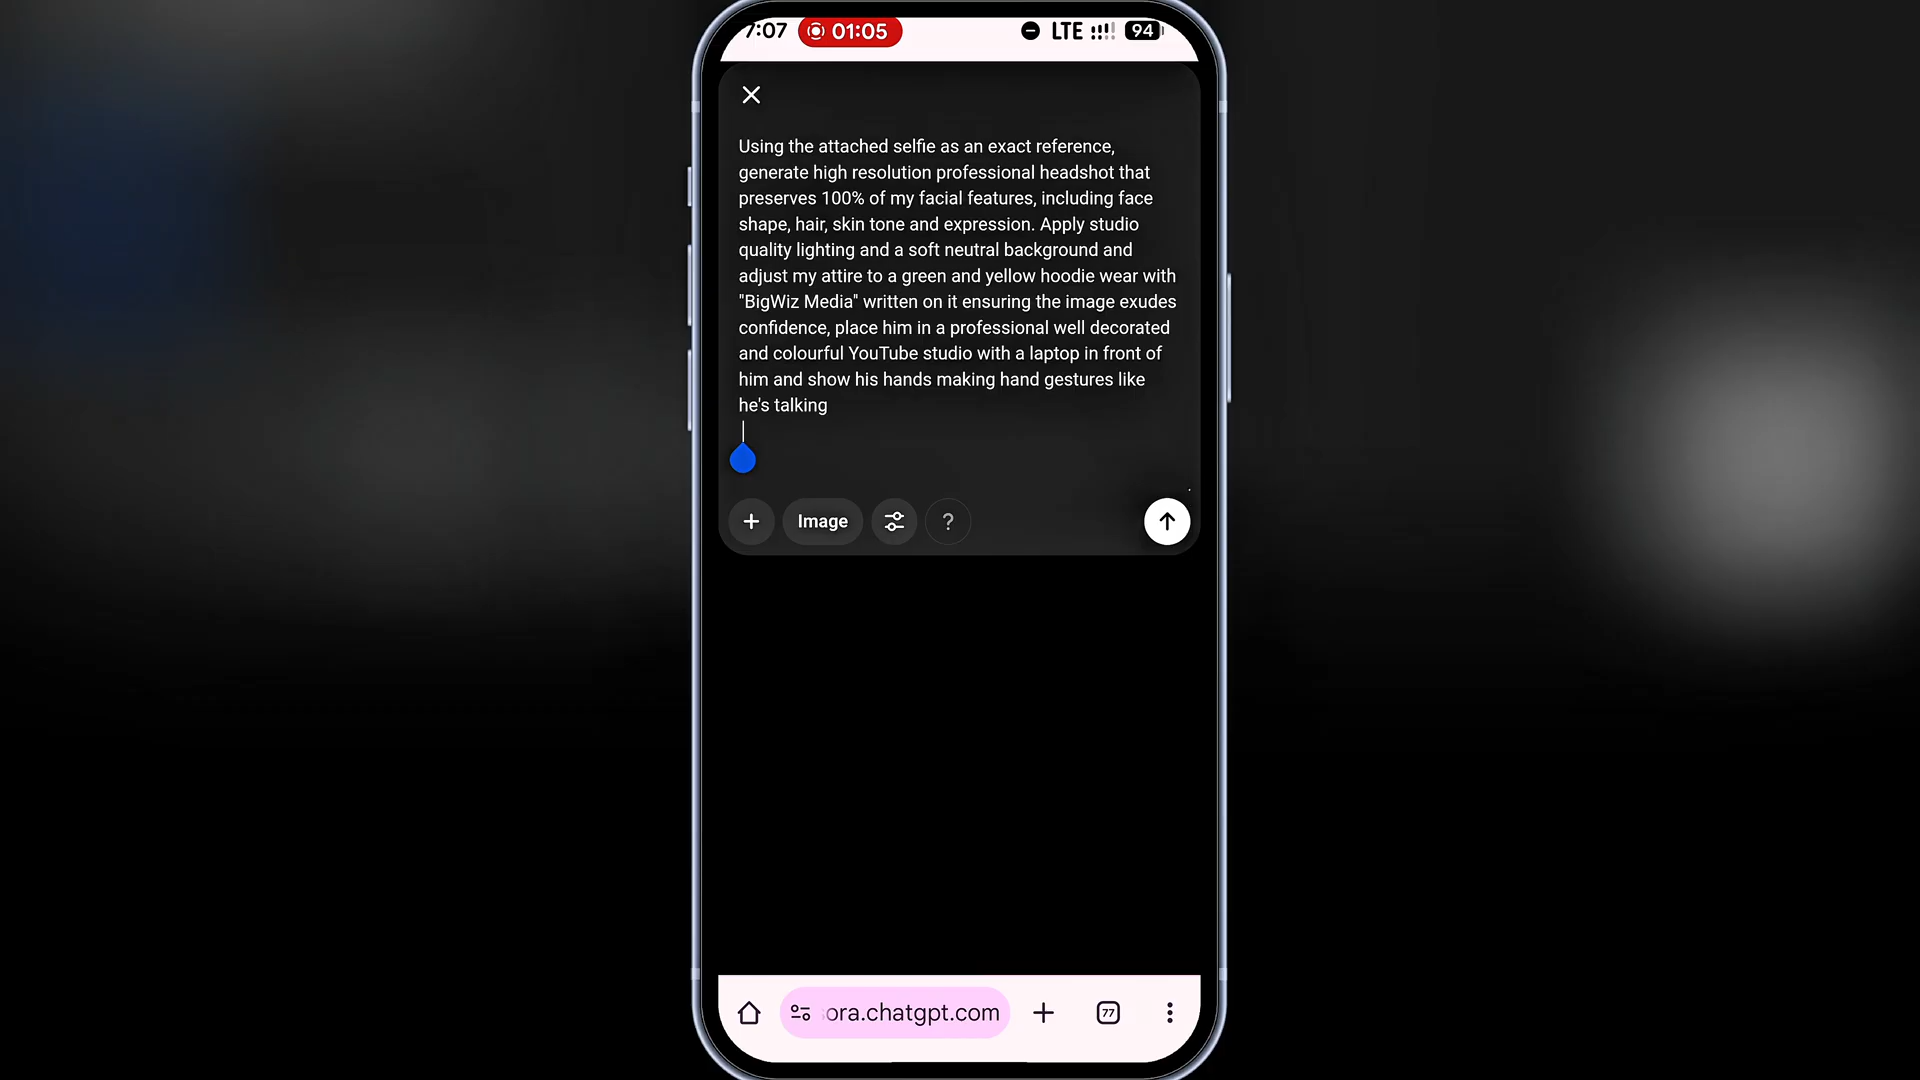 7:07 01:05 LTE 94
Using the attached selfie as an exact reference,
generate high resolution professional headshot that
preserves 100% of my facial features, including face
shape, hair, skin tone and expression. Apply studio
quality lighting and a soft neutral background and
adjust my attire to a green and yellow hoodie wear with
"BigWiz Media" written on it ensuring the image exudes
confidence, place him in a professional well decorated
and colourful YouTube studio with a laptop in front of
him and show his hands making hand gestures like
he's talking
Image ?
ora.chatgpt.com 77